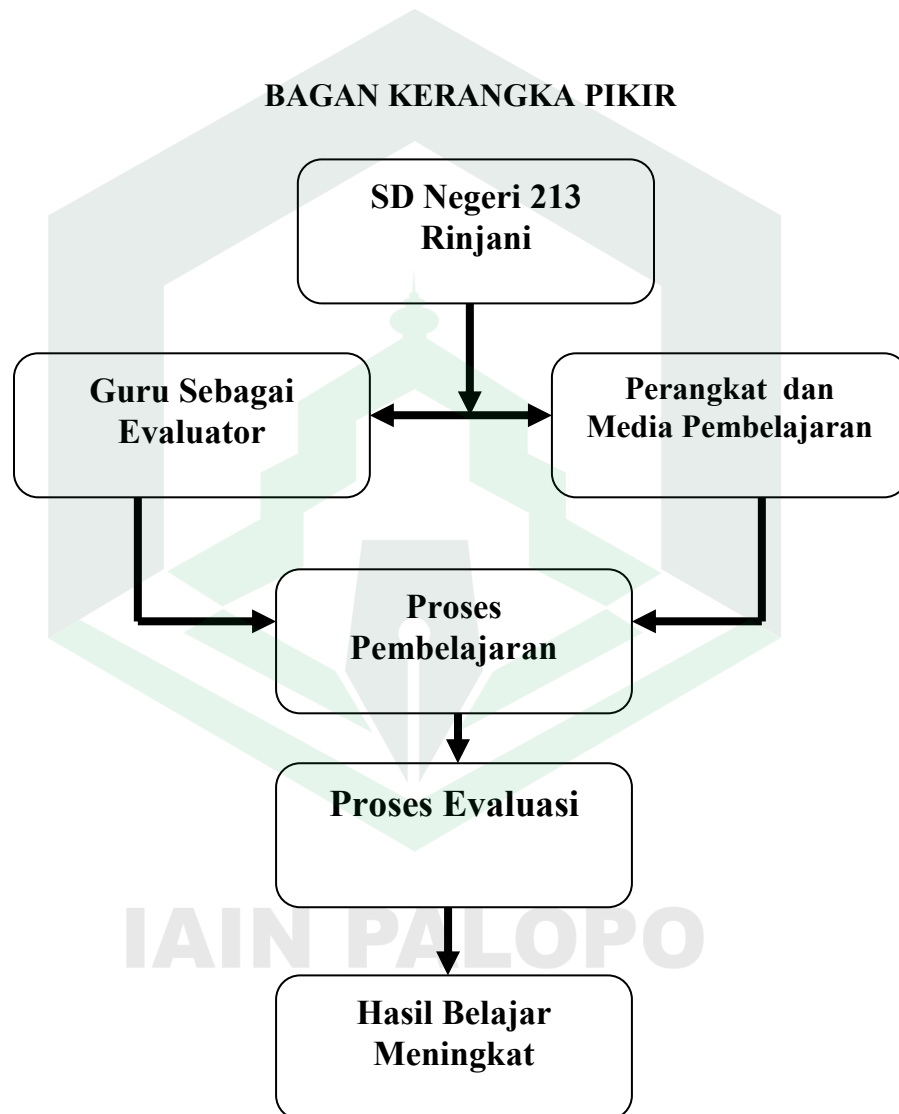 BAGAN KERANGKA PIKIR
SD Negeri 213
Rinjani
Guru Sebagai
Evaluator
Perangkat dan
Media Pembelajaran
Proses
Pembelajaran
Proses Evaluasi
IAIN PALOPO
Hasil Belajar
Meningkat